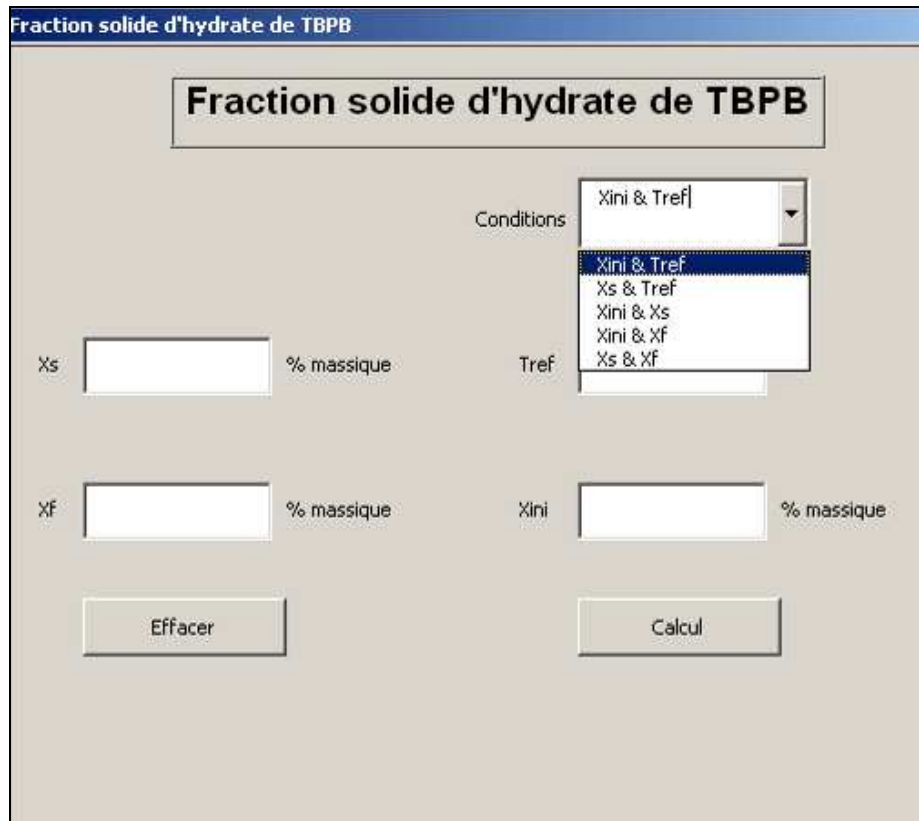 Fraction solide d'hydrate de TBPB
Fraction solide d'hydrate de TBPB
Conditions
Xini & Tref
Xini & Tref
Xs & Tref
Xini & Xs
Xini & Xf
Xs & Xf
Xs % massique Tref
Xf % massique Xini % massique
Effacer Calcul